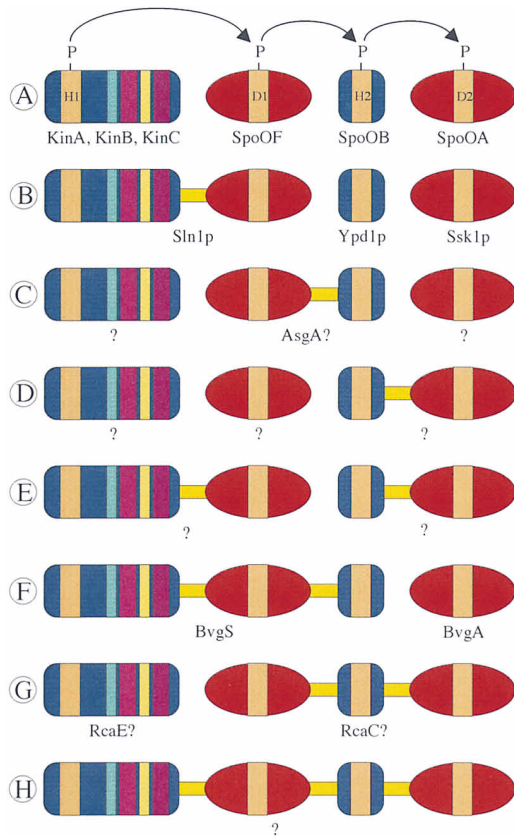 P P P P
A H1 D1 H2 D2
KinA, KinB, KinC SpoOF SpoOB SpoOA
B
Sln1p Ypd1p Ssk1p
C
? AsgA? ?
D
? ? ?
E
? ?
F
BvgS BvgA
G
RcaE? RcaC?
H
?